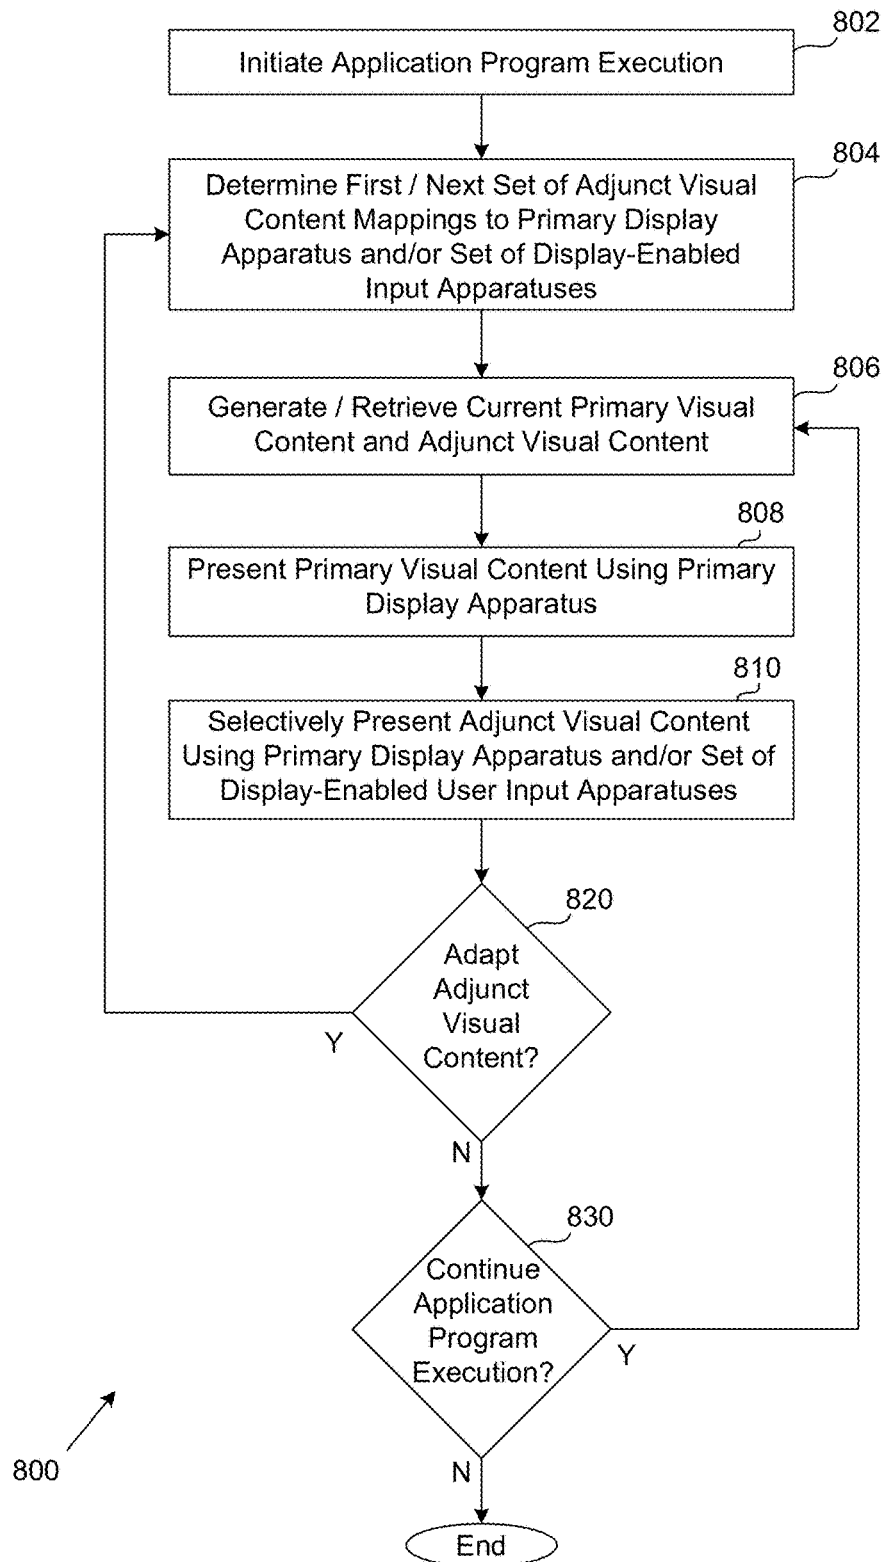 802
Initiate Application Program Execution
804
Determine First / Next Set of Adjunct Visual
Content Mappings to Primary Display
Apparatus and/or Set of Display-Enabled
Input Apparatuses
806
Generate / Retrieve Current Primary Visual
Content and Adjunct Visual Content
808
Present Primary Visual Content Using Primary
Display Apparatus
810
Selectively Present Adjunct Visual Content
Using Primary Display Apparatus and/or Set of
Display-Enabled User Input Apparatuses
820
Adapt
Adjunct
Visual
Content?
Y
N
830
Continue
Application
Program
Execution?
Y
N
800
End